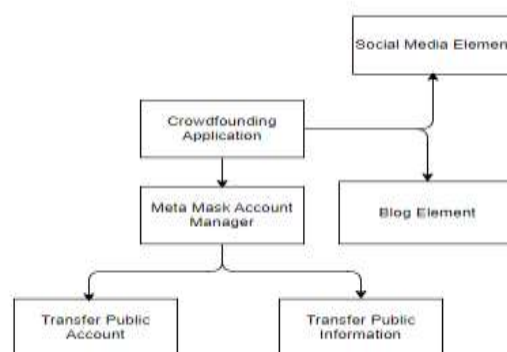 Social Media Elemen
Crowdfounding
Application
Meta Mask Account
Manager
Blog Element
Transfer Public
Account
Transfer Public
Information